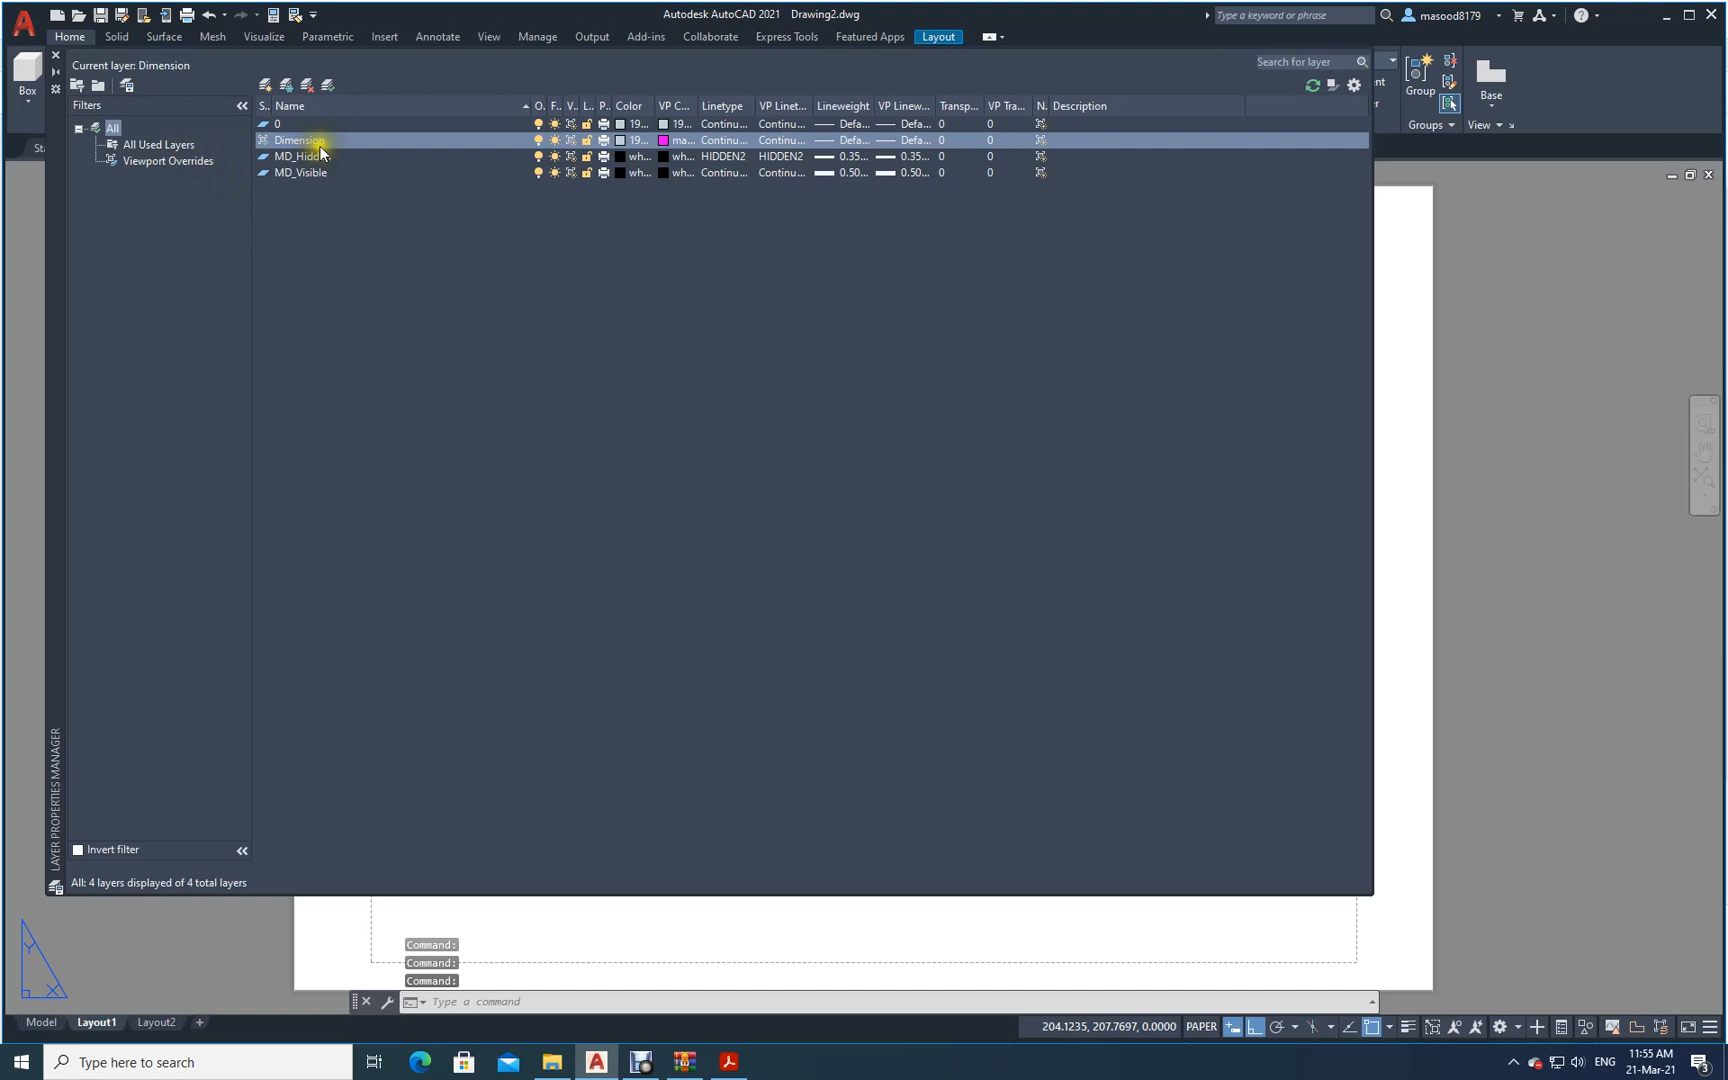 Autodesk AutoCAD 2021 Drawing2.dwg
Type a keyword or phrase
masood8179
Home Solid Surface Mesh Visualize Parametric Insert Annotate View Manage Output Add-ins Collaborate Express Tools Featured Apps Layout
Box
Current layer: Dimension
Search for layer
Group
Base
Groups
View
Filters
All
All Used Layers
Viewport Overrides
S.. Name O. F.. V.. L.. P.. Color VP C... Linetype VP Linet... Lineweight VP Linew... Transp... VP Tra... N. Description
0 19... 19... Continu... Continu... Defa... Defa... 0 0
Dimension 19... ma... Continu... Continu... Defa... Defa... 0 0
MD_Hidden wh... wh... HIDDEN2 HIDDEN2 0.35... 0.35... 0 0
MD_Visible wh... wh... Continu... Continu... 0.50... 0.50... 0 0
LAYER PROPERTIES MANAGER
Invert filter
All: 4 layers displayed of 4 total layers
Y
X
Command:
Command:
Command:
Type a command
Model Layout1 Layout2 +
204.1235, 207.7697, 0.0000 PAPER
Type here to search
ENG
11:55 AM
21-Mar-21
3